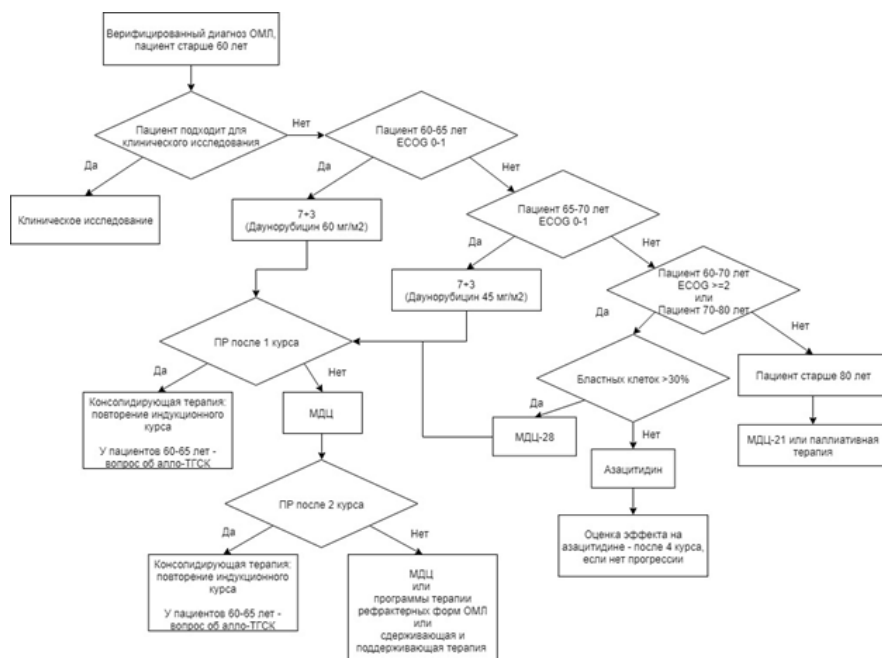 Верифицированный диагноз ОМЛ,
пациент старше 60 лет
Пациент подходит для
клинического исследования
Нет
Пациент 60-65 лет
ECOG 0-1
Да
Клиническое исследование
Да
7+3
(Даунорубицин 60 мг/м2)
Нет
Пациент 65-70 лет
ECOG 0-1
Да
7+3
(Даунорубицин 45 мг/м2)
Нет
Пациент 60-70 лет
ECOG >=2
или
Пациент 70-80 лет
Да
Нет
ПР после 1 курса
Бластных клеток >30%
Пациент старше 80 лет
Да
Консолидирующая терапия:
повторение индукционного
курса
У пациентов 60-65 лет -
вопрос об алло-ТГСК
Нет
МДЦ
Да
МДЦ-28
Нет
Азацитидин
МДЦ-21 или паллиативная
терапия
ПР после 2 курса
Оценка эффекта на
азацитидине - после 4 курса,
если нет прогрессии
Да
Консолидирующая терапия:
повторение индукционного
курса
У пациентов 60-65 лет -
вопрос об алло-ТГСК
Нет
МДЦ
или
программы терапии
рефрактерных форм ОМЛ
или
сдерживающая и
поддерживающая терапия